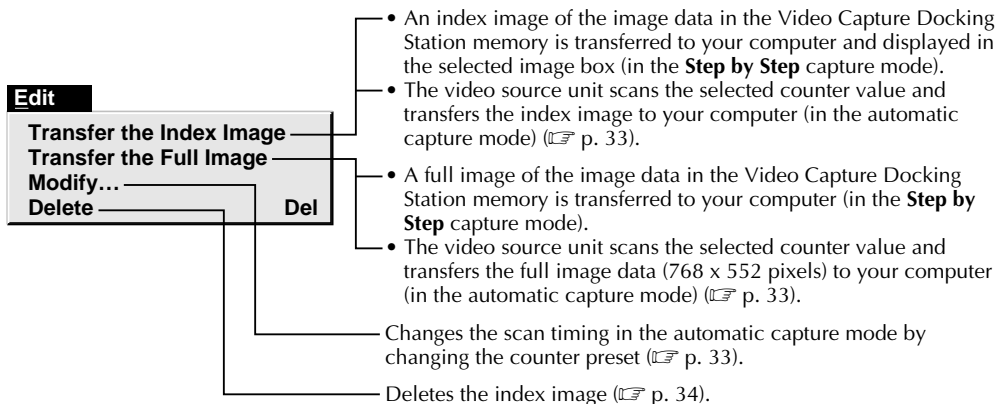 • An index image of the image data in the Video Capture Docking
Station memory is transferred to your computer and displayed in
the selected image box (in the Step by Step capture mode).
• The video source unit scans the selected counter value and
transfers the index image to your computer (in the automatic
capture mode) (☞ p. 33).
Edit
Transfer the Index Image
Transfer the Full Image
Modify…
Delete Del
• A full image of the image data in the Video Capture Docking
Station memory is transferred to your computer (in the Step by
Step capture mode).
• The video source unit scans the selected counter value and
transfers the full image data (768 x 552 pixels) to your computer
(in the automatic capture mode) (☞ p. 33).
Changes the scan timing in the automatic capture mode by
changing the counter preset (☞ p. 33).
Deletes the index image (☞ p. 34).